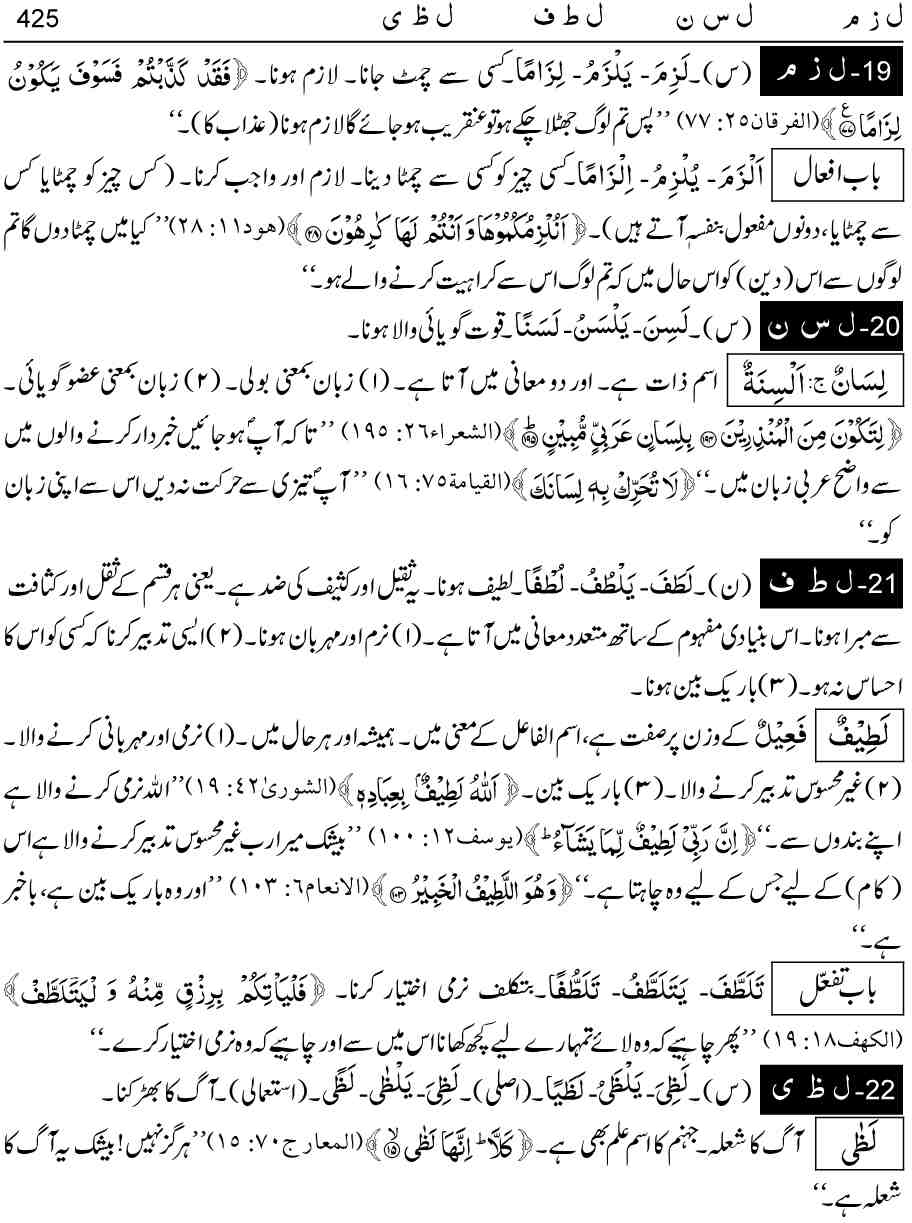 ل ز م ل س ن ل ط ف ل ظ ی 425
19- ل ز م (س)۔ لَزِمَ۔ یَلْزَمُ۔ لِزَامًا۔ کسی سے چمٹ جانا۔ لازم ہونا۔ ﴿فَقَدْ كَذَّبْتُمْ فَسَوْفَ یَكُوْنُ
لِزَامًا۝۷۷ع﴾ (الفرقان۲۵: ۷۷) ’’پس تم لوگ جھٹلا چکے ہو تو عنقریب ہو جائے گا لازم ہونا (عذاب کا)۔‘‘
باب افعال اَلْزَمَ۔ یُلْزِمُ۔ اِلْزَامًا۔ کسی چیز کو کسی سے چمٹا دینا۔ لازم اور واجب کرنا۔ (کس چیز کو چمٹایا کس
سے چمٹایا، دونوں مفعول بنفسہٖ آتے ہیں)۔ ﴿اَنُلْزِمُكُمُوْهَا وَ اَنْتُمْ لَهَا كٰرِهُوْنَ۝۲۸﴾ (ھود۱۱: ۲۸) ’’کیا میں چمٹا دوں گا تم
لوگوں سے اس (دین) کو اس حال میں کہ تم لوگ اس سے کراہیت کرنے والے ہو۔‘‘
20- ل س ن (س)۔ لَسِنَ۔ یَلْسَنُ۔ لَسَنًا۔ قوت گویائی والا ہونا۔
لِسَانٌ ج: اَلْسِنَةٌ اسم ذات ہے۔ اور دو معانی میں آتا ہے۔ (۱) زبان بمعنی بولی۔ (۲) زبان بمعنی عضو گویائی۔
﴿لِتَكُوْنَ مِنَ الْمُنْذِرِیْنَ۝۱۹۴ بِلِسَانٍ عَرَبِیٍّ مُّبِیْنٍ۝۱۹۵ؕ﴾ (الشعراء۲۶: ۱۹۵) ’’تاکہ آپؐ ہو جائیں خبردار کرنے والوں میں
سے واضح عربی زبان میں۔‘‘ ﴿لَا تُحَرِّكْ بِهٖ لِسَانَكَ﴾ (القیامة۷۵: ۱۶) ’’آپؐ تیزی سے حرکت نہ دیں اس سے اپنی زبان
کو۔‘‘
21- ل ط ف (ن)۔ لَطَفَ۔ یَلْطُفُ۔ لُطْفًا۔ لطیف ہونا۔ یہ ثقیل اور کثیف کی ضد ہے۔ یعنی ہر قسم کے ثقل اور کثافت
سے مبرا ہونا۔ اس بنیادی مفہوم کے ساتھ متعدد معانی میں آتا ہے۔ (۱) نرم اور مہربان ہونا۔ (۲) ایسی تدبیر کرنا کہ کسی کو اس کا
احساس نہ ہو۔ (۳) باریک بین ہونا۔
لَطِیْفٌ فَعِیْلٌ کے وزن پر صفت ہے، اسم الفاعل کے معنی میں۔ ہمیشہ اور ہر حال میں۔ (۱) نرمی اور مہربانی کرنے والا۔
(۲) غیر محسوس تدبیر کرنے والا۔ (۳) باریک بین۔ ﴿اَللّٰهُ لَطِیْفٌۢ بِعِبَادِهٖ﴾ (الشوریٰ۴۲: ۱۹) ’’اللہ نرمی کرنے والا ہے
اپنے بندوں سے۔‘‘ ﴿اِنَّ رَبِّیْ لَطِیْفٌ لِّمَا یَشَآءُؕ﴾ (یوسف۱۲: ۱۰۰) ’’بیشک میرا رب غیر محسوس تدبیر کرنے والا ہے اس
(کام) کے لیے جس کے لیے وہ چاہتا ہے۔‘‘ ﴿وَ هُوَ اللَّطِیْفُ الْخَبِیْرُ۝۱۰۳﴾ (الانعام۶: ۱۰۳) ’’اور وہ باریک بین ہے، باخبر
ہے۔‘‘
باب تفعّل تَلَطَّفَ۔ یَتَلَطَّفُ۔ تَلَطُّفًا۔ بتکلف نرمی اختیار کرنا۔ ﴿فَلْیَاْتِكُمْ بِرِزْقٍ مِّنْهُ وَ لْیَتَلَطَّفْ﴾
(الکھف۱۸: ۱۹) ’’پھر چاہیے کہ وہ لائے تمہارے لیے کچھ کھانا اس میں سے اور چاہیے کہ وہ نرمی اختیار کرے۔‘‘
22- ل ظ ی (س)۔ لَظِیَ۔ یَلْظَیُ۔ لَظَیًا۔ (اصلی)۔ لَظِیَ۔ یَلْظٰی۔ لَظًی۔ (استعمالی)۔ آگ کا بھڑکنا۔
لَظٰی آگ کا شعلہ۔ جہنم کا اسم علم بھی ہے۔ ﴿كَلَّاؕ اِنَّهَا لَظٰی۝۱۵ۙ﴾ (المعارج۷۰: ۱۵) ’’ہرگز نہیں! بیشک یہ آگ کا
شعلہ ہے۔‘‘